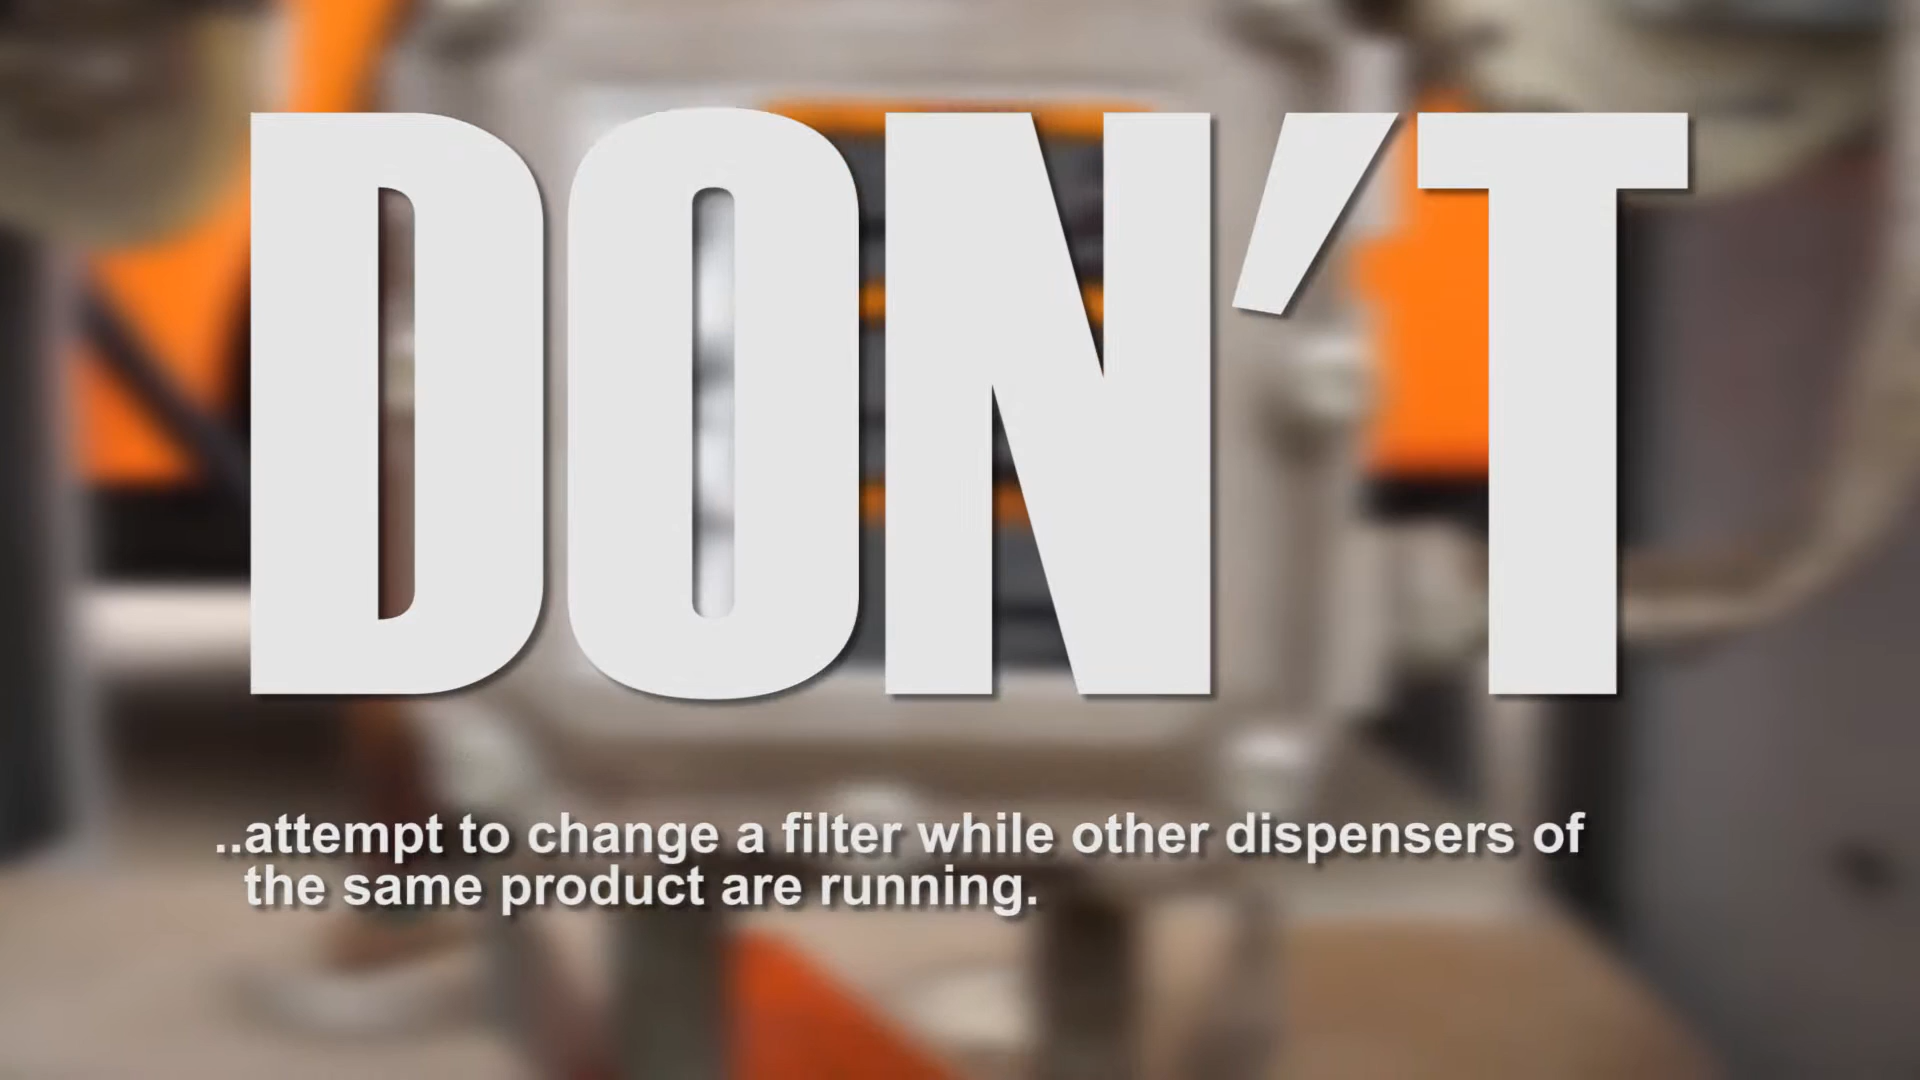 DON'T
..attempt to change a filter while other dispensers of
the same product are running.